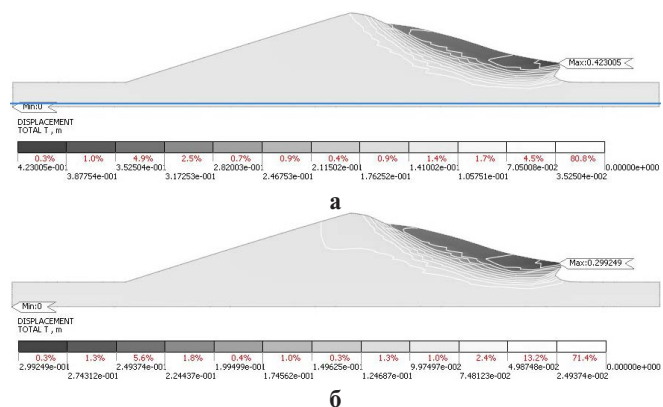 Max:0.423005
Min:0
DISPLACEMENT
TOTAL T , m
0.3% 1.0% 4.9% 2.5% 0.7% 0.9% 0.4% 0.9% 1.4% 1.7% 4.5% 80.8%
4.23005e-001 3.52504e-001 2.82003e-001 2.11502e-001 1.41002e-001 7.05008e-002 0.00000e+000
3.87754e-001 3.17253e-001 2.46753e-001 1.76252e-001 1.05751e-001 3.52504e-002
а
Max:0.299249
Min:0
DISPLACEMENT
TOTAL T , m
0.3% 1.3% 5.6% 1.8% 0.4% 1.0% 0.3% 1.3% 1.0% 2.4% 13.2% 71.4%
2.99249e-001 2.49374e-001 1.99499e-001 1.49625e-001 9.97497e-002 4.98748e-002 0.00000e+000
2.74312e-001 2.24437e-001 1.74562e-001 1.24687e-001 7.48123e-002 2.49374e-002
б